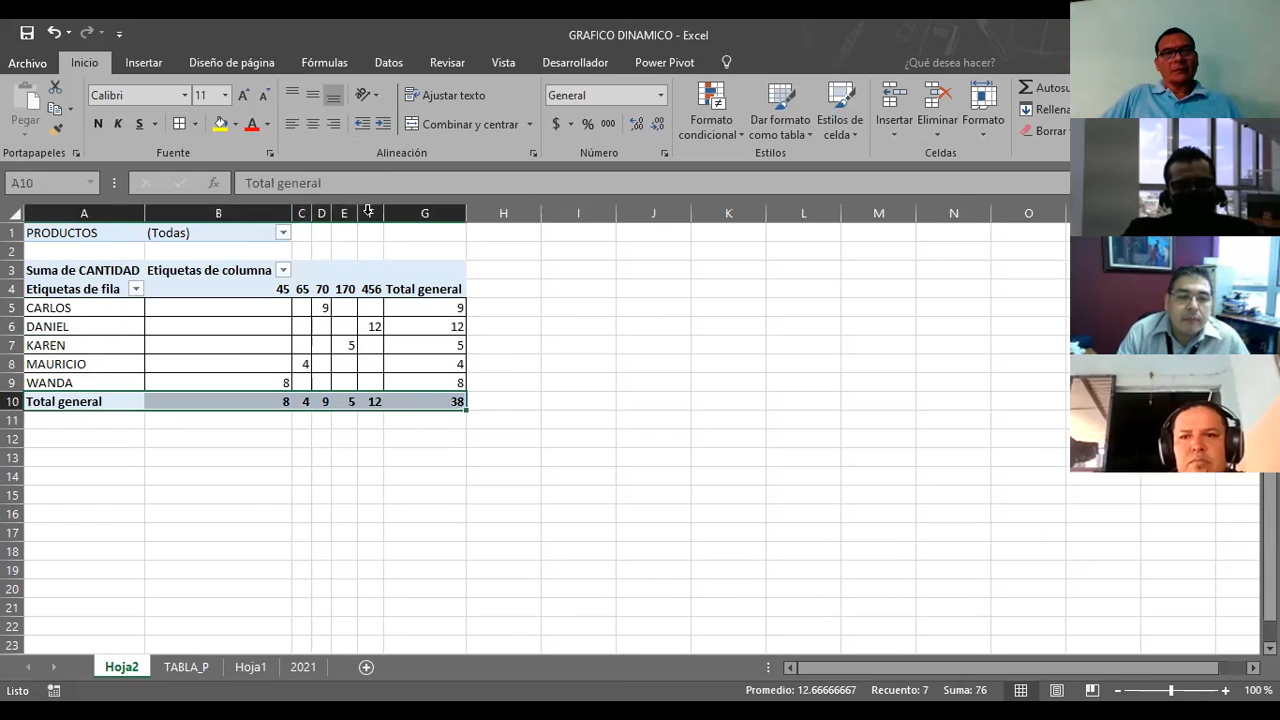 GRAFICO DINAMICO - Excel
Archivo Inicio Insertar Diseño de página Fórmulas Datos Revisar Vista Desarrollador Power Pivot ¿Qué desea hacer?
Pegar
Calibri 11
Ajustar texto
General
Formato condicional
Dar formato como tabla
Estilos de celda
Insertar
Eliminar
Formato
Autosu
Rellena
Borrar
N K S
Combinar y centrar
$ % 000
Portapapeles Fuente Alineación Número Estilos Celdas
A10 fx Total general
A B C D E F G H I J K L M N O
1 PRODUCTOS (Todas)
2
3 Suma de CANTIDAD Etiquetas de columna
4 Etiquetas de fila 45 65 70 170 456 Total general
5 CARLOS 9 9
6 DANIEL 12 12
7 KAREN 5 5
8 MAURICIO 4 4
9 WANDA 8 8
10 Total general 8 4 9 5 12 38
11
12
13
14
15
16
17
18
19
20
21
22
23
Hoja2 TABLA_P Hoja1 2021
Listo Promedio: 12.66666667 Recuento: 7 Suma: 76 100 %